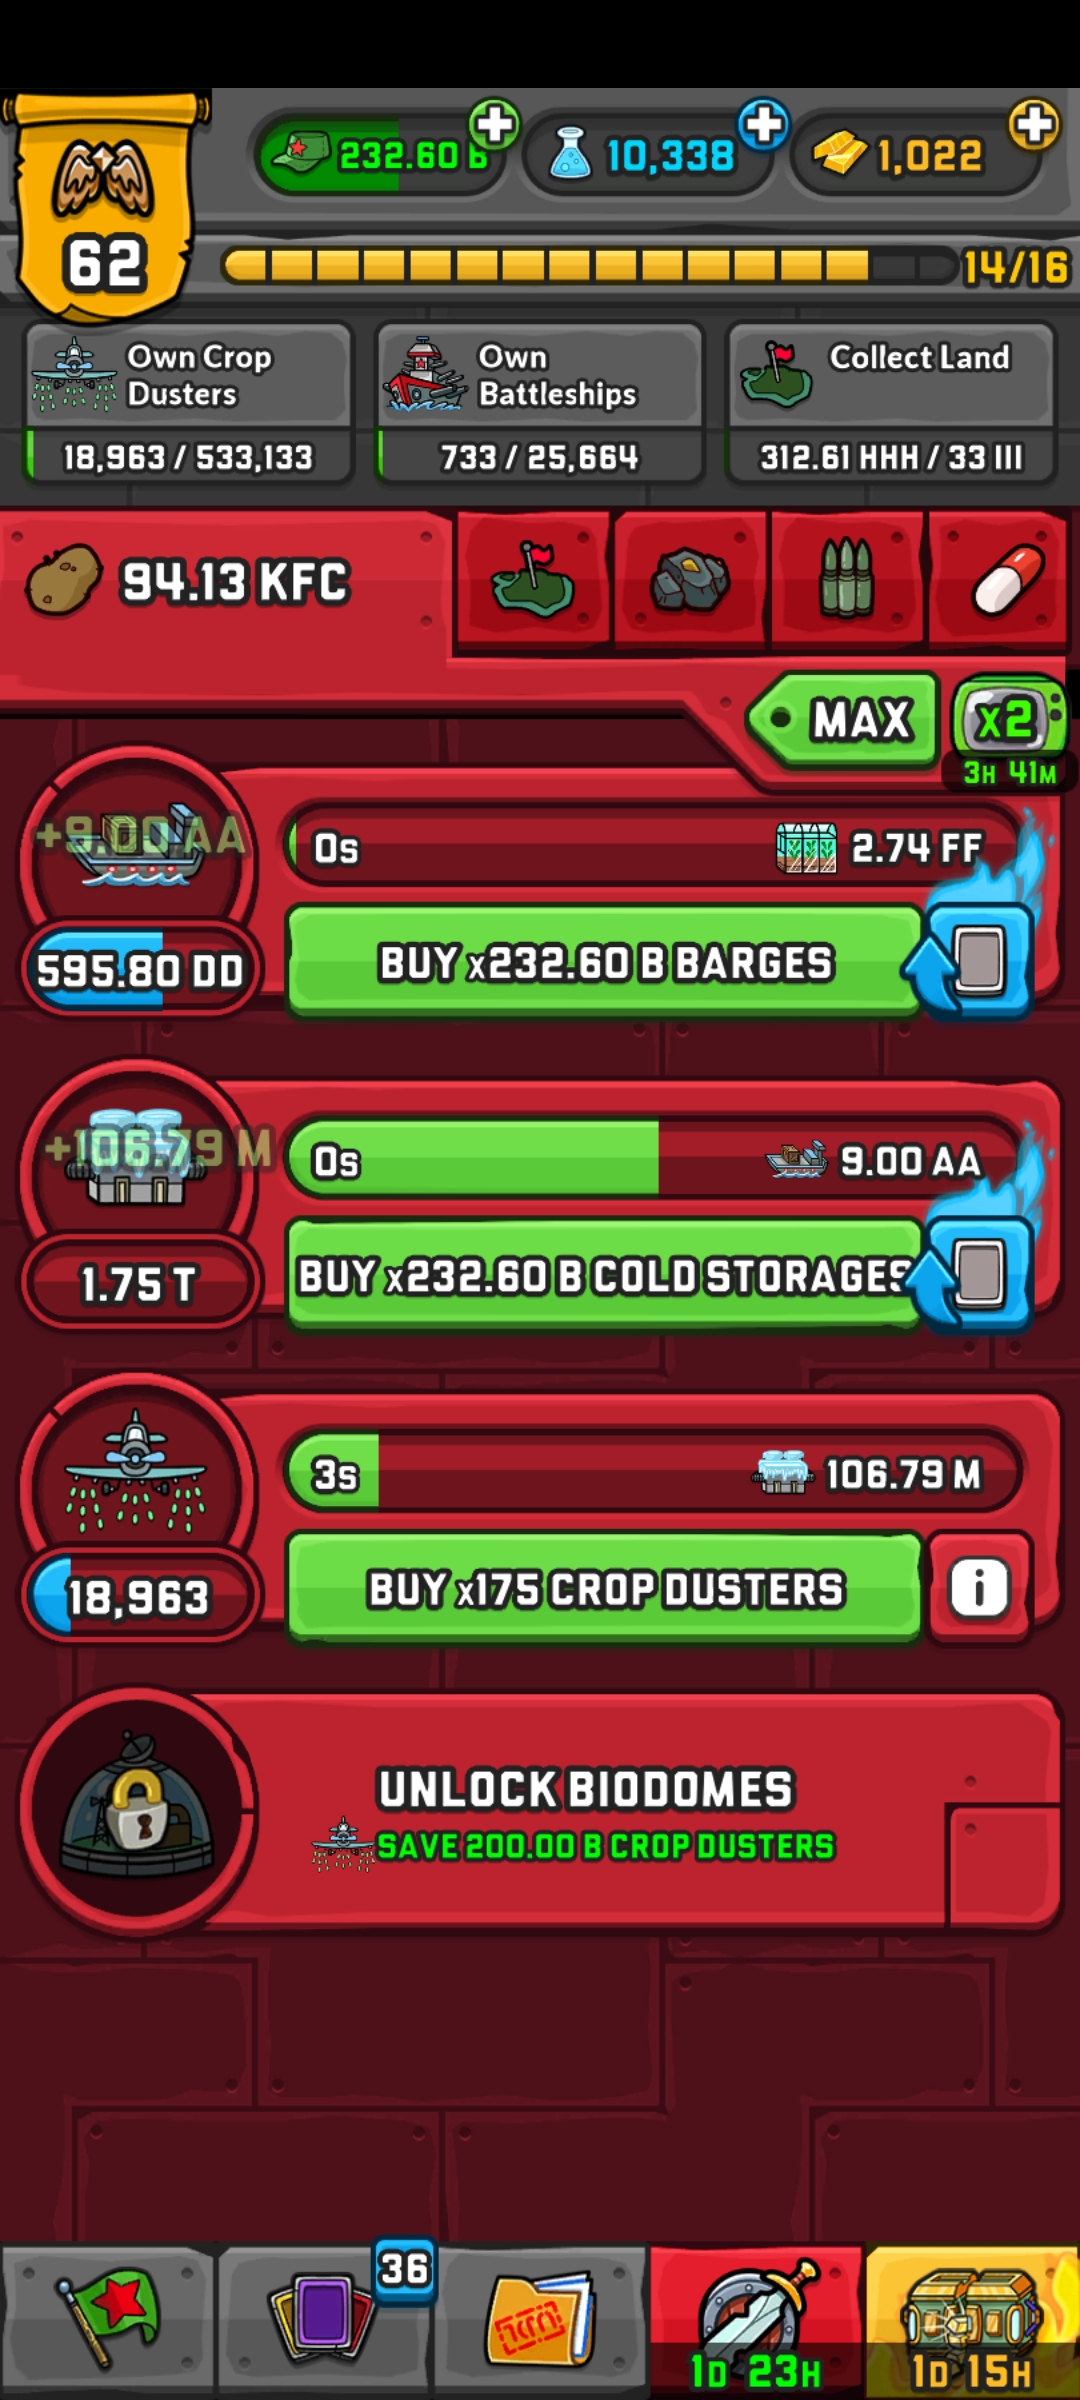 232.60 B
10,338
1,022
62
14/16
Own Crop
Dusters
18,963 / 533,133
Own
Battleships
733 / 25,664
Collect Land
312.61 HHH / 33 III
94.13 KFC
MAX
x2
3H 41M
+9.00 AA
0s
2.74 FF
595.80 DD
BUY x232.60 B BARGES
+106.79 M
0s
9.00 AA
1.75 T
BUY x232.60 B COLD STORAGES
3s
106.79 M
18,963
BUY x175 CROP DUSTERS
i
UNLOCK BIODOMES
SAVE 200.00 B CROP DUSTERS
36
1D 23H
1D 15H